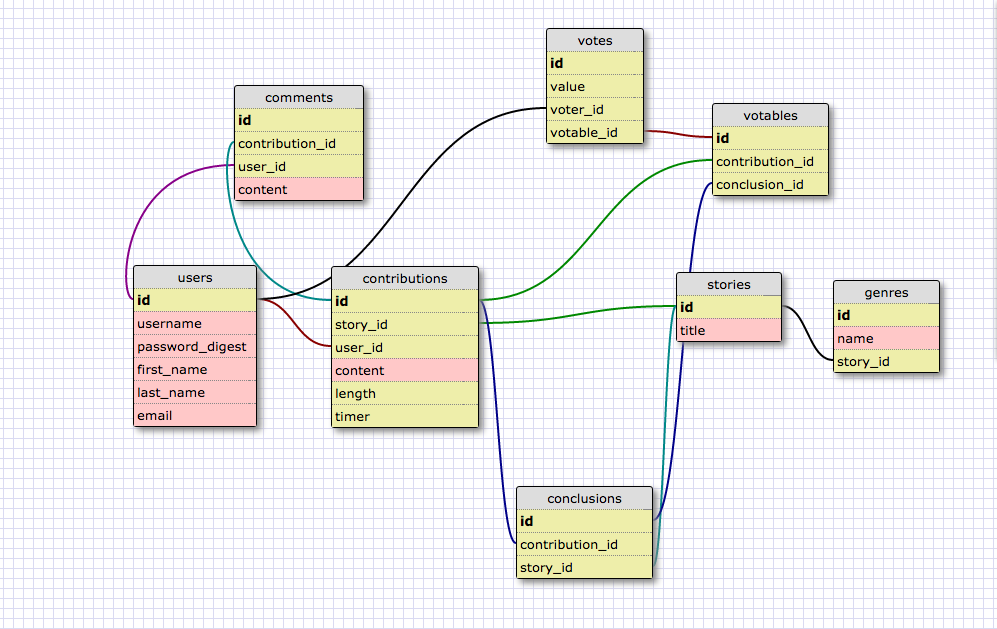 votes
id
value
voter_id
votable_id
comments
id
contribution_id
user_id
content
votables
id
contribution_id
conclusion_id
users
id
username
password_digest
first_name
last_name
email
contributions
id
story_id
user_id
content
length
timer
stories
id
title
genres
id
name
story_id
conclusions
id
contribution_id
story_id